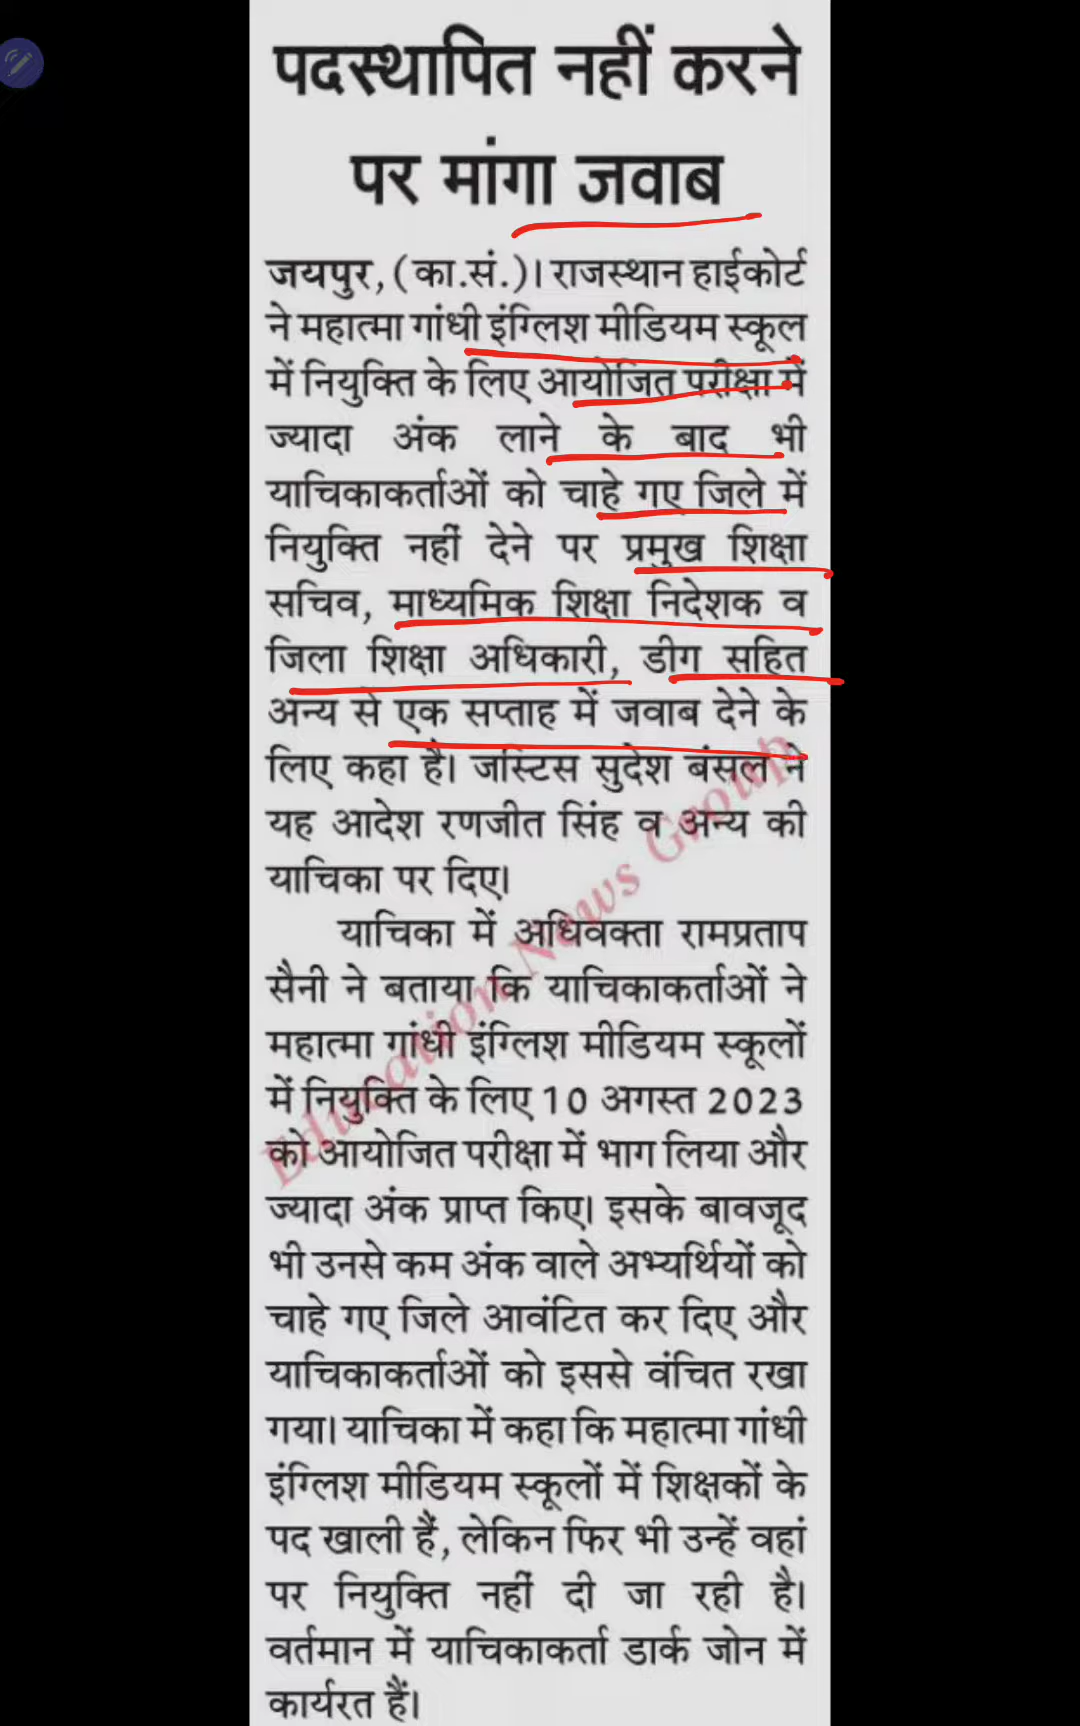 पदस्थापित नहीं करने
पर मांगा जवाब
जयपुर, (का.सं.)। राजस्थान हाईकोर्ट
ने महात्मा गांधी इंग्लिश मीडियम स्कूल
में नियुक्ति के लिए आयोजित परीक्षा में
ज्यादा अंक लाने के बाद भी
याचिकाकर्ताओं को चाहे गए जिले में
नियुक्ति नहीं देने पर प्रमुख शिक्षा
सचिव, माध्यमिक शिक्षा निदेशक व
जिला शिक्षा अधिकारी, डीग सहित
अन्य से एक सप्ताह में जवाब देने के
लिए कहा है। जस्टिस सुदेश बंसल ने
यह आदेश रणजीत सिंह व अन्य की
याचिका पर दिए।
याचिका में अधिवक्ता रामप्रताप
सैनी ने बताया कि याचिकाकर्ताओं ने
महात्मा गांधी इंग्लिश मीडियम स्कूलों
में नियुक्ति के लिए 10 अगस्त 2023
को आयोजित परीक्षा में भाग लिया और
ज्यादा अंक प्राप्त किए। इसके बावजूद
भी उनसे कम अंक वाले अभ्यर्थियों को
चाहे गए जिले आवंटित कर दिए और
याचिकाकर्ताओं को इससे वंचित रखा
गया। याचिका में कहा कि महात्मा गांधी
इंग्लिश मीडियम स्कूलों में शिक्षकों के
पद खाली हैं, लेकिन फिर भी उन्हें वहां
पर नियुक्ति नहीं दी जा रही है।
वर्तमान में याचिकाकर्ता डार्क जोन में
कार्यरत हैं।
Education News Group